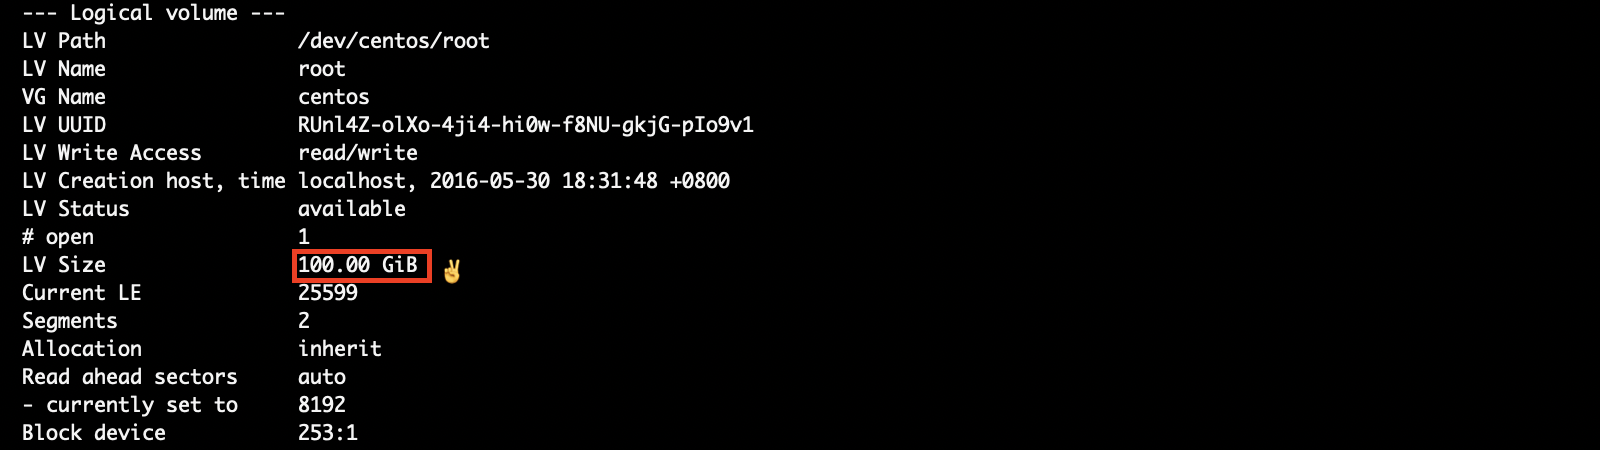 --- Logical volume ---
LV Path                /dev/centos/root
LV Name                root
VG Name                centos
LV UUID                RUnl4Z-olXo-4ji4-hi0w-f8NU-gkjG-pIo9v1
LV Write Access        read/write
LV Creation host, time localhost, 2016-05-30 18:31:48 +0800
LV Status              available
# open                 1
LV Size                100.00 GiB ✌️
Current LE             25599
Segments               2
Allocation             inherit
Read ahead sectors     auto
- currently set to     8192
Block device           253:1